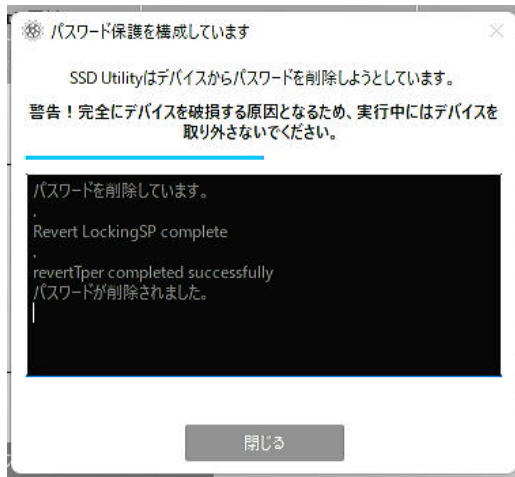 パスワード保護を構成しています
SSD Utilityはデバイスからパスワードを削除しようとしています。
警告！完全にデバイスを破損する原因となるため、実行中にはデバイスを
取り外さないでください。
パスワードを削除しています。
.
Revert LockingSP complete
.
revertTper completed successfully
パスワードが削除されました。
閉じる